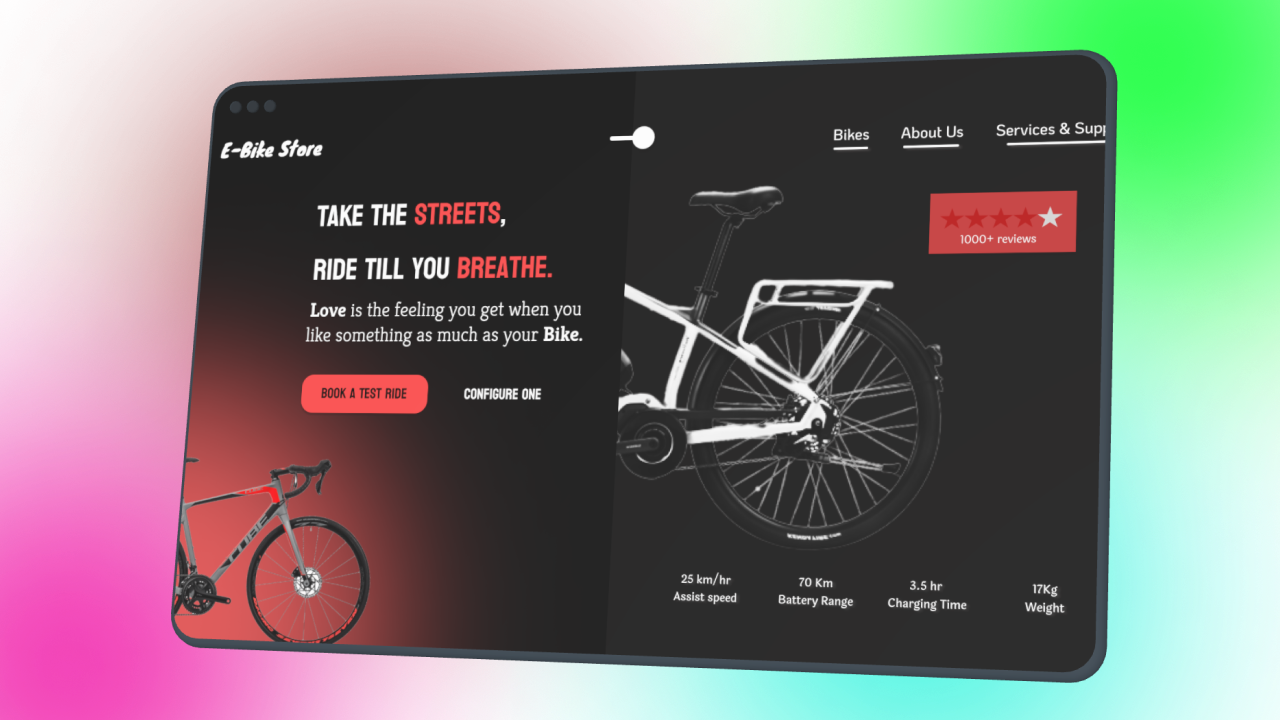 E-Bike Store
Bikes
About Us
Services & Supp
TAKE THE STREETS,
RIDE TILL YOU BREATHE.
Love is the feeling you get when you
like something as much as your Bike.
BOOK A TEST RIDE
CONFIGURE ONE
1000+ reviews
CUBE
25 km/hr
Assist speed
70 Km
Battery Range
3.5 hr
Charging Time
17Kg
Weight